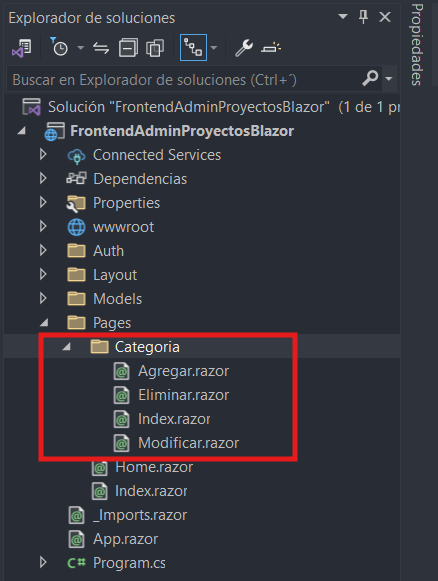 Explorador de soluciones
Buscar en Explorador de soluciones (Ctrl+´)
Solución "FrontendAdminProyectosBlazor" (1 de 1 pr
FrontendAdminProyectosBlazor
Connected Services
Dependencias
Properties
wwwroot
Auth
Layout
Models
Pages
Categoria
Agregar.razor
Eliminar.razor
Index.razor
Modificar.razor
Home.razor
Index.razor
_Imports.razor
App.razor
C# Program.cs
Propiedades